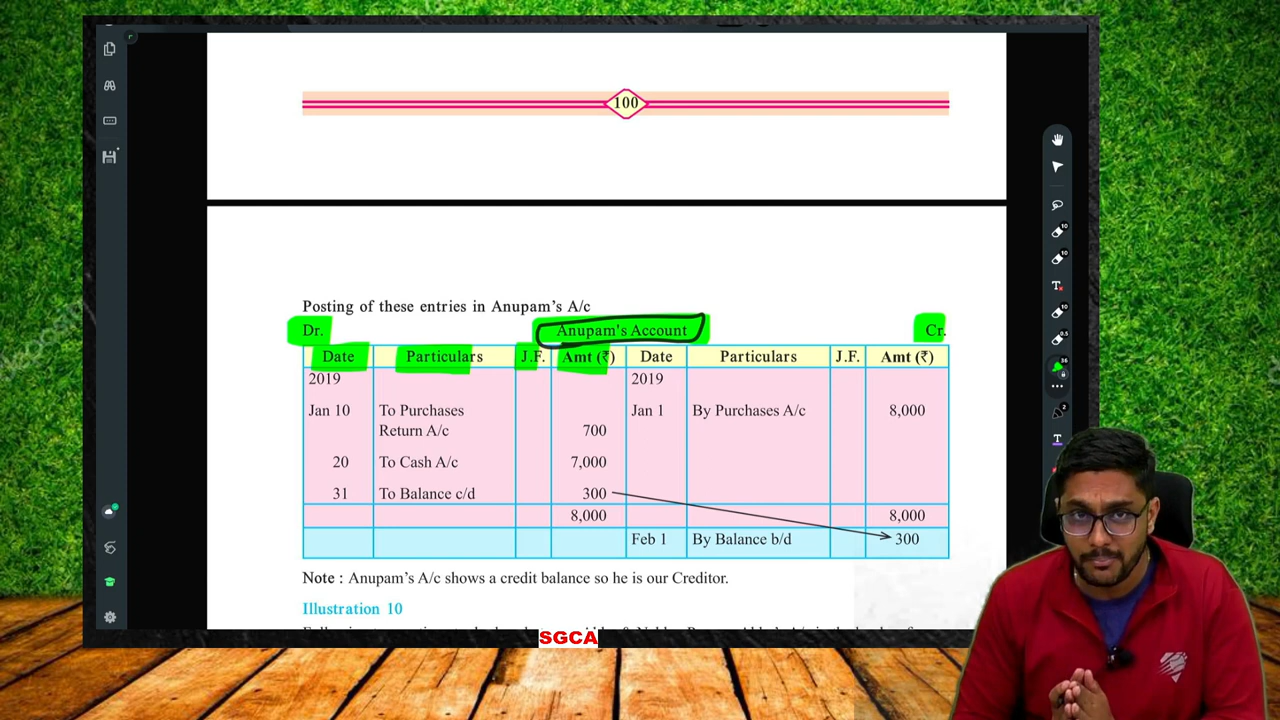 100
Posting of these entries in Anupam's A/c
Dr. Anupam's Account Cr.
Date Particulars J.F. Amt (₹) Date Particulars J.F. Amt (₹)
2019 2019
Jan 10 To Purchases Jan 1 By Purchases A/c 8,000
Return A/c 700
20 To Cash A/c 7,000
31 To Balance c/d 300
8,000 8,000
Feb 1 By Balance b/d 300
Note : Anupam's A/c shows a credit balance so he is our Creditor.
Illustration 10
SGCA